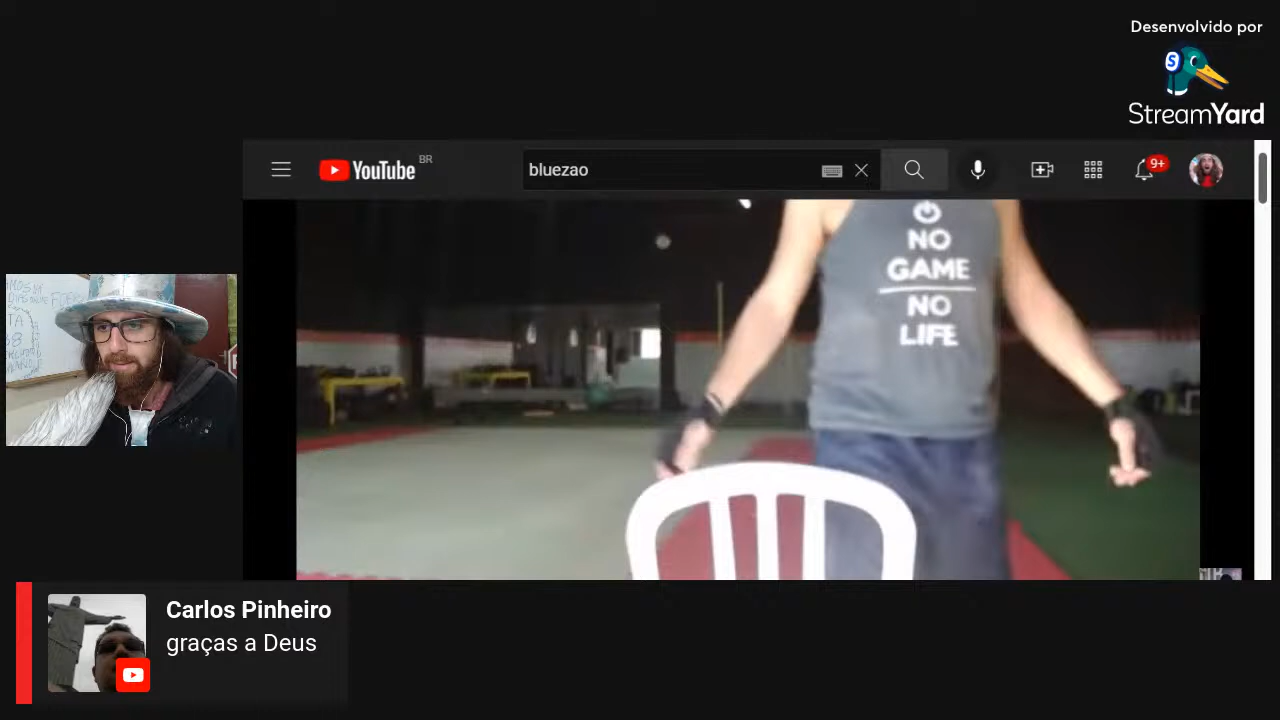 Desenvolvido por
StreamYard
YouTube BR
bluezao
9+
NO
GAME
NO
LIFE
Carlos Pinheiro
graças a Deus